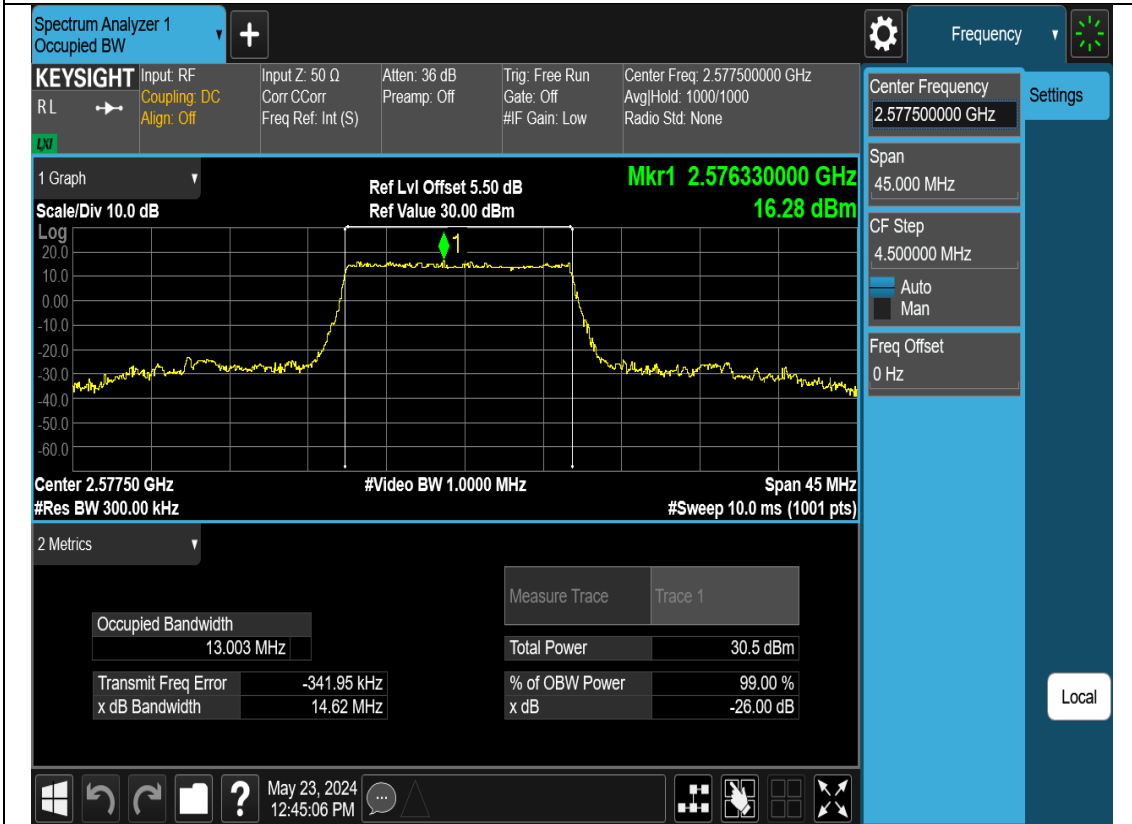 Spectrum Analyzer 1
Occupied BW
Frequency
KEYSIGHT
RL
LXI
Input: RF
Coupling: DC
Align: Off
Input Z: 50 Ω
Corr CCorr
Freq Ref: Int (S)
Atten: 36 dB
Preamp: Off
Trig: Free Run
Gate: Off
#IF Gain: Low
Center Freq: 2.577500000 GHz
Avg|Hold: 1000/1000
Radio Std: None
Center Frequency
2.577500000 GHz
Settings
Span
45.000 MHz
CF Step
4.500000 MHz
Auto
Man
Freq Offset
0 Hz
Local
1 Graph
Scale/Div 10.0 dB
Ref Lvl Offset 5.50 dB
Ref Value 30.00 dBm
Mkr1 2.576330000 GHz
16.28 dBm
Log
1
20.0
10.0
0.00
-10.0
-20.0
-30.0
-40.0
-50.0
-60.0
Center 2.57750 GHz
#Video BW 1.0000 MHz
Span 45 MHz
#Res BW 300.00 kHz
#Sweep 10.0 ms (1001 pts)
2 Metrics
Measure Trace Trace 1
Occupied Bandwidth
13.003 MHz
Total Power 30.5 dBm
Transmit Freq Error -341.95 kHz
% of OBW Power 99.00 %
x dB Bandwidth 14.62 MHz
x dB -26.00 dB
?
May 23, 2024
12:45:06 PM